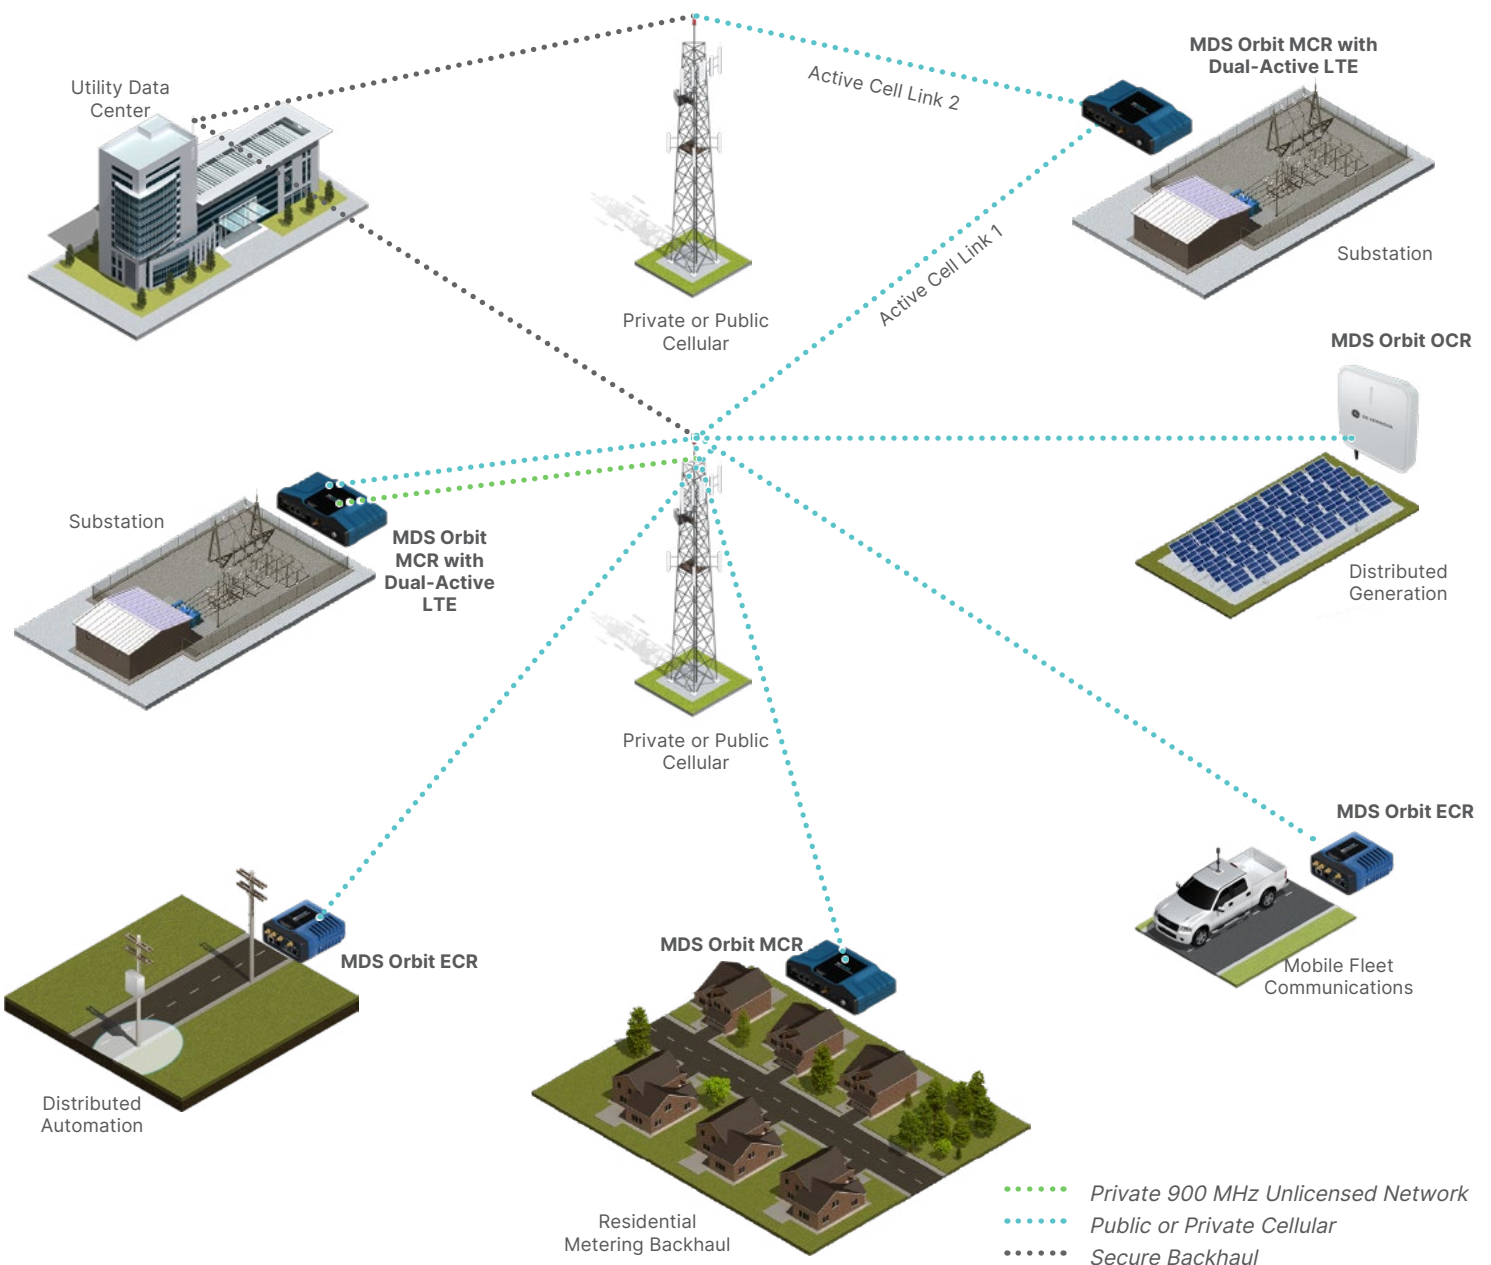 MDS Orbit MCR with
Dual-Active LTE
Utility Data
Center
Active Cell Link 2
Active Cell Link 1
Substation
Private or Public
Cellular
MDS Orbit OCR
GE VERNOVA
Substation
MDS Orbit
MCR with
Dual-Active
LTE
Distributed
Generation
Private or Public
Cellular
MDS Orbit ECR
MDS Orbit MCR
MDS Orbit ECR
Mobile Fleet
Communications
Distributed
Automation
Residential
Metering Backhaul
Private 900 MHz Unlicensed Network
Public or Private Cellular
Secure Backhaul